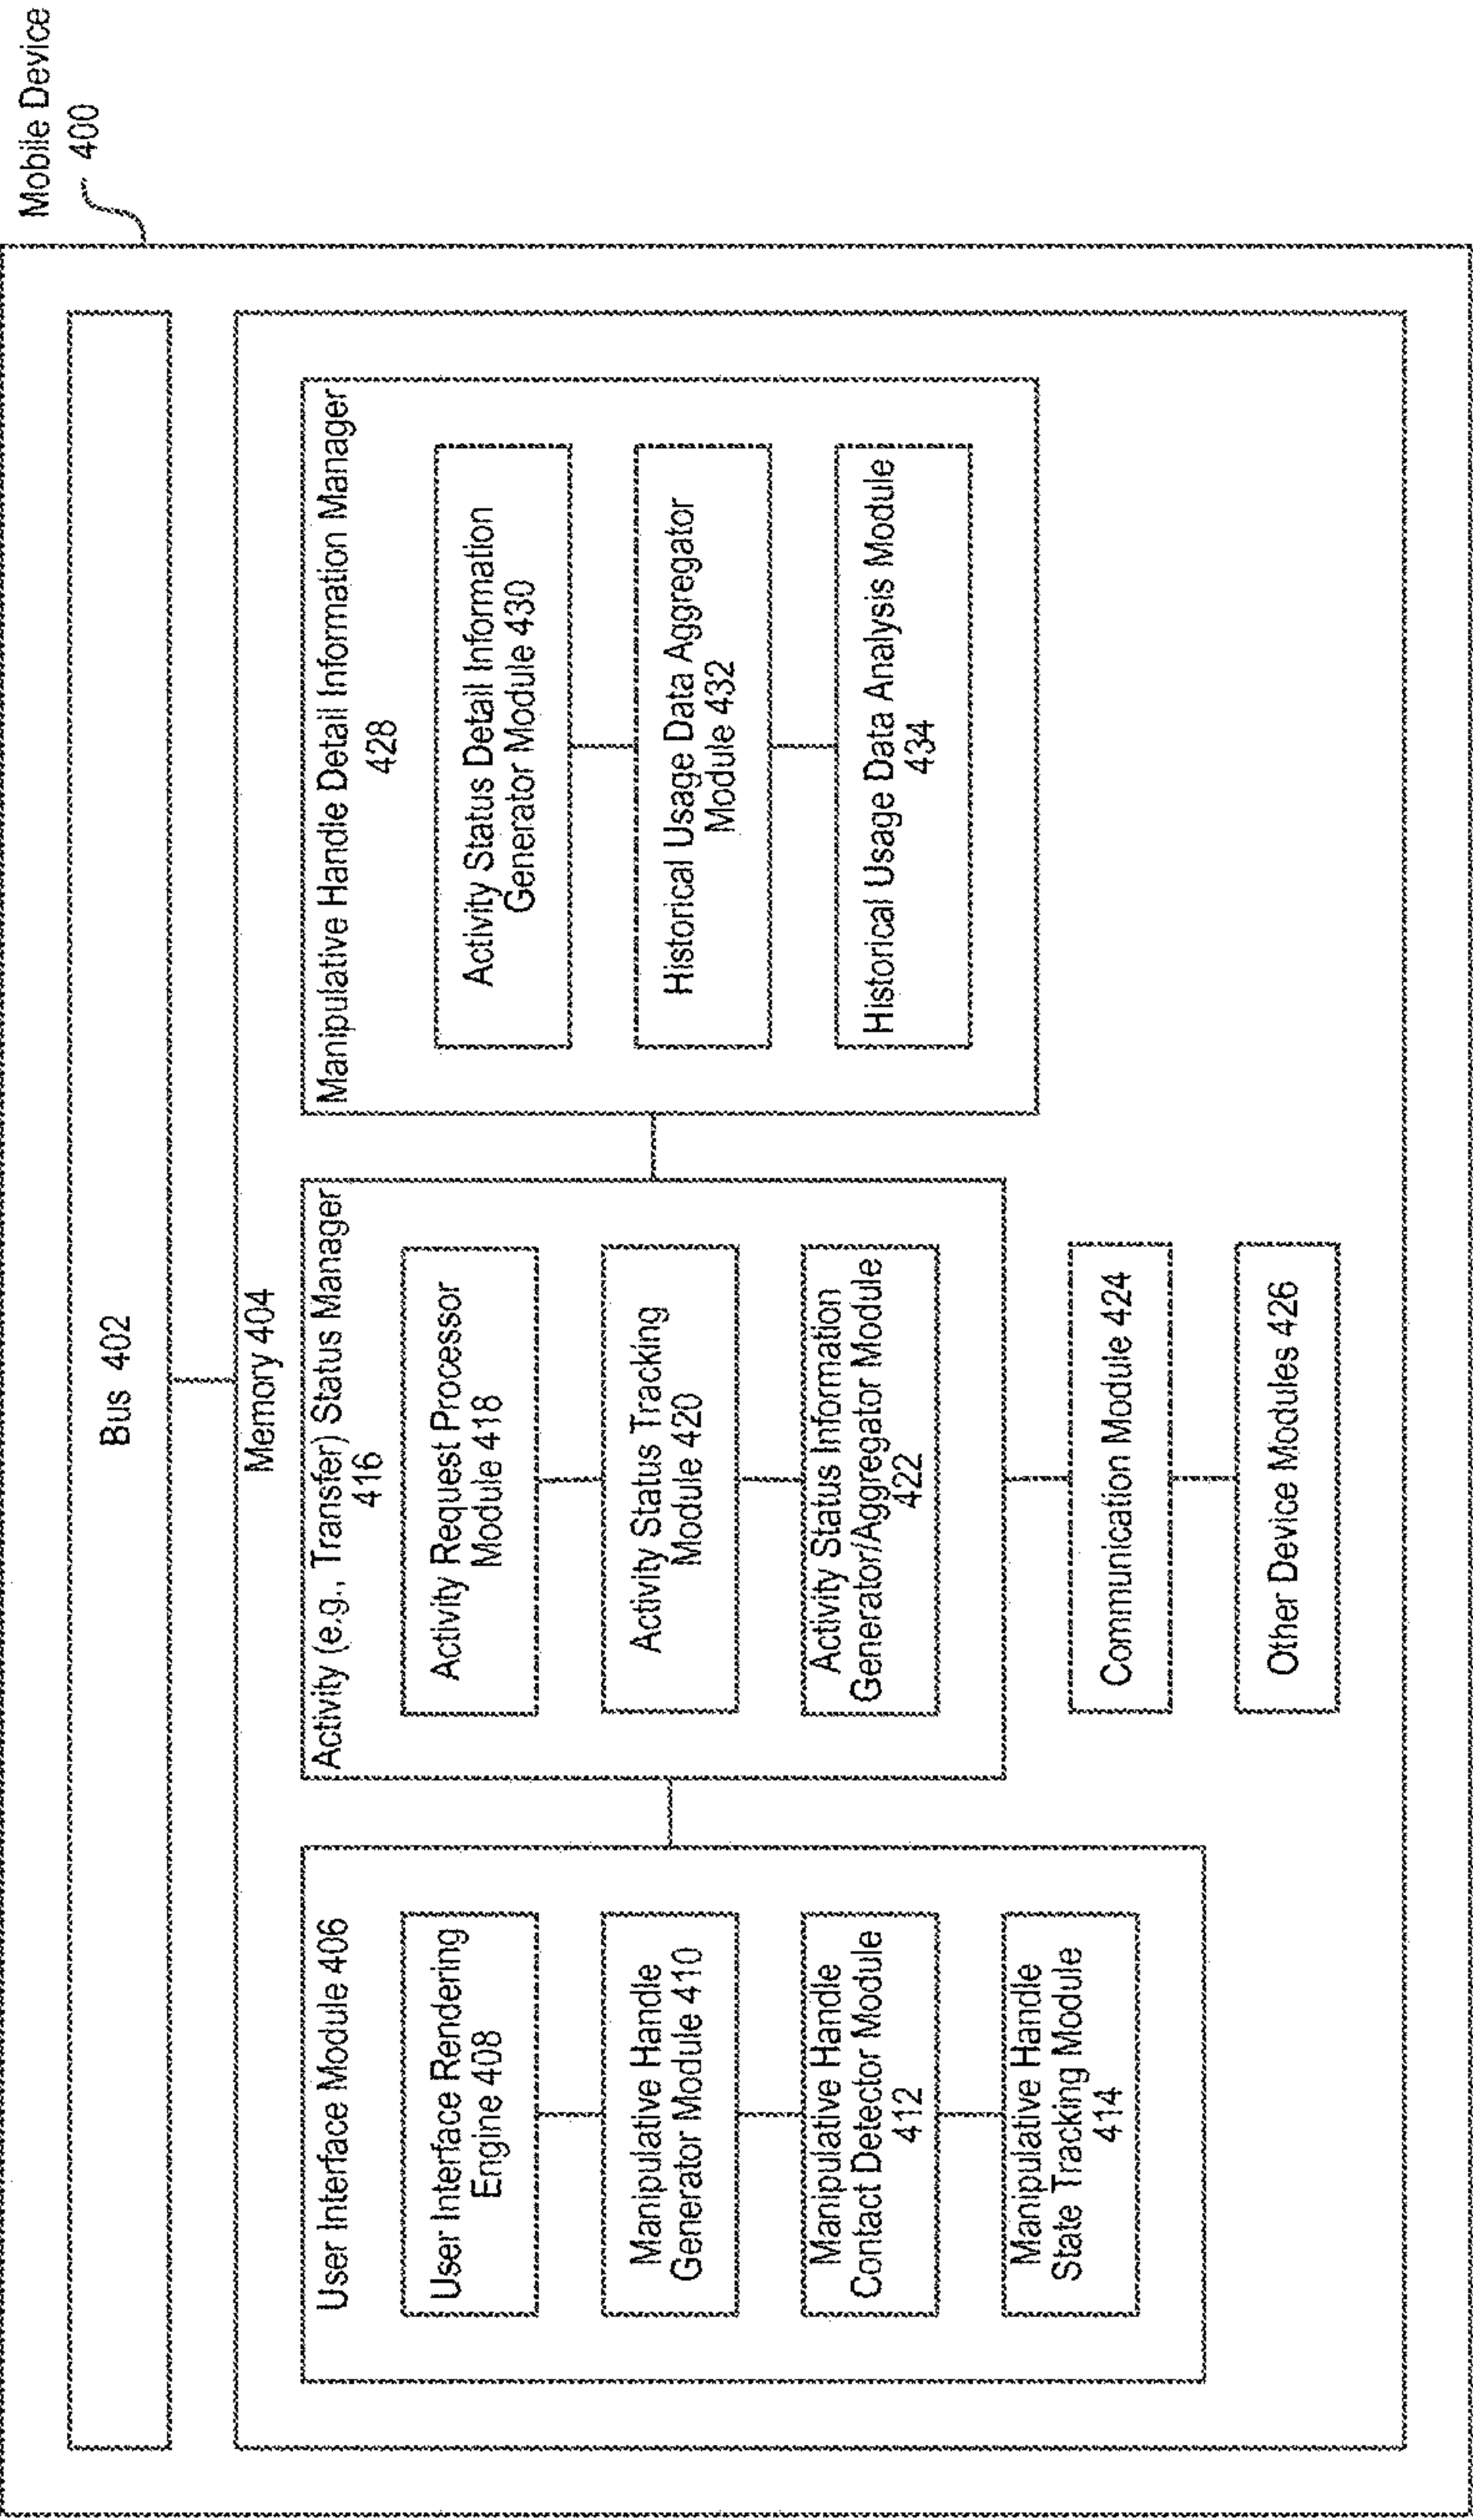 Mobile Device
400
Bus 402
Memory 404
User Interface Module 406
User Interface Rendering
Engine 408
Manipulative Handle
Generator Module 410
Manipulative Handle
Contact Detector Module
412
Manipulative Handle
State Tracking Module
414
Activity (e.g., Transfer) Status Manager
416
Activity Request Processor
Module 418
Activity Status Tracking
Module 420
Activity Status Information
Generator/Aggregator Module
422
Communication Module 424
Other Device Modules 426
Manipulative Handle Detail Information Manager
428
Activity Status Detail Information
Generator Module 430
Historical Usage Data Aggregator
Module 432
Historical Usage Data Analysis Module
434